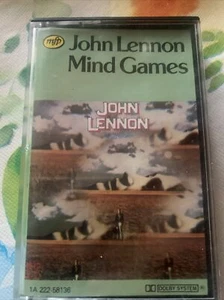 mfp
John Lennon
Mind Games
JOHN
LENNON
1A 222-58136
DOLBY SYSTEM